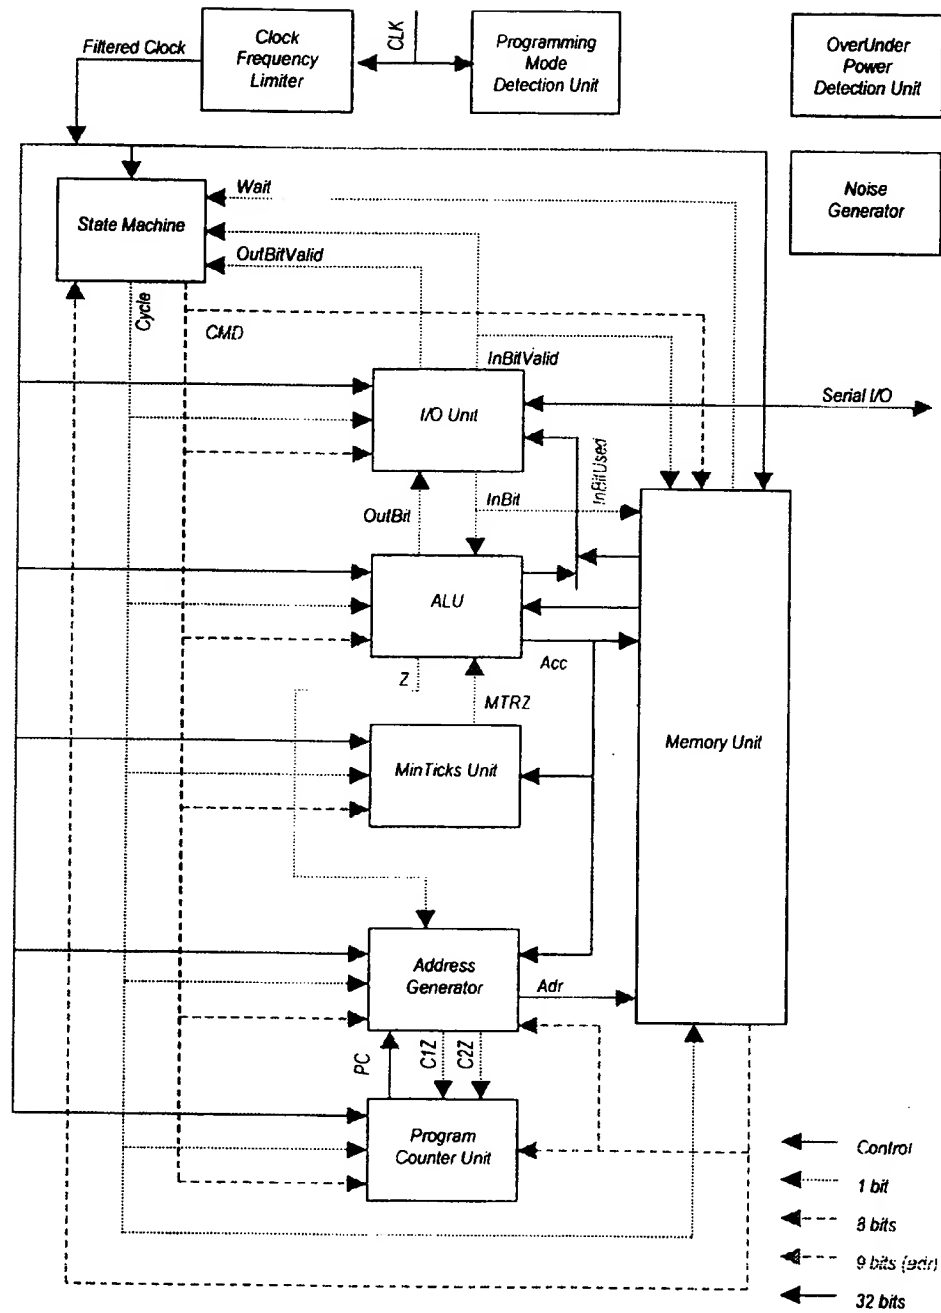 Filtered Clock
Clock
Frequency
Limiter
CLK
Programming
Mode
Detection Unit
OverUnder
Power
Detection Unit
Noise
Generator
State Machine
Wait
OutBitValid
Cycle
CMD
InBitValid
I/O Unit
Serial I/O
InBitUsed
OutBit
InBit
ALU
Z
Acc
MTRZ
MinTicks Unit
Memory Unit
Address
Generator
Adr
PC
C1Z
C2Z
Program
Counter Unit
Control
1 bit
8 bits
9 bits (adr)
32 bits